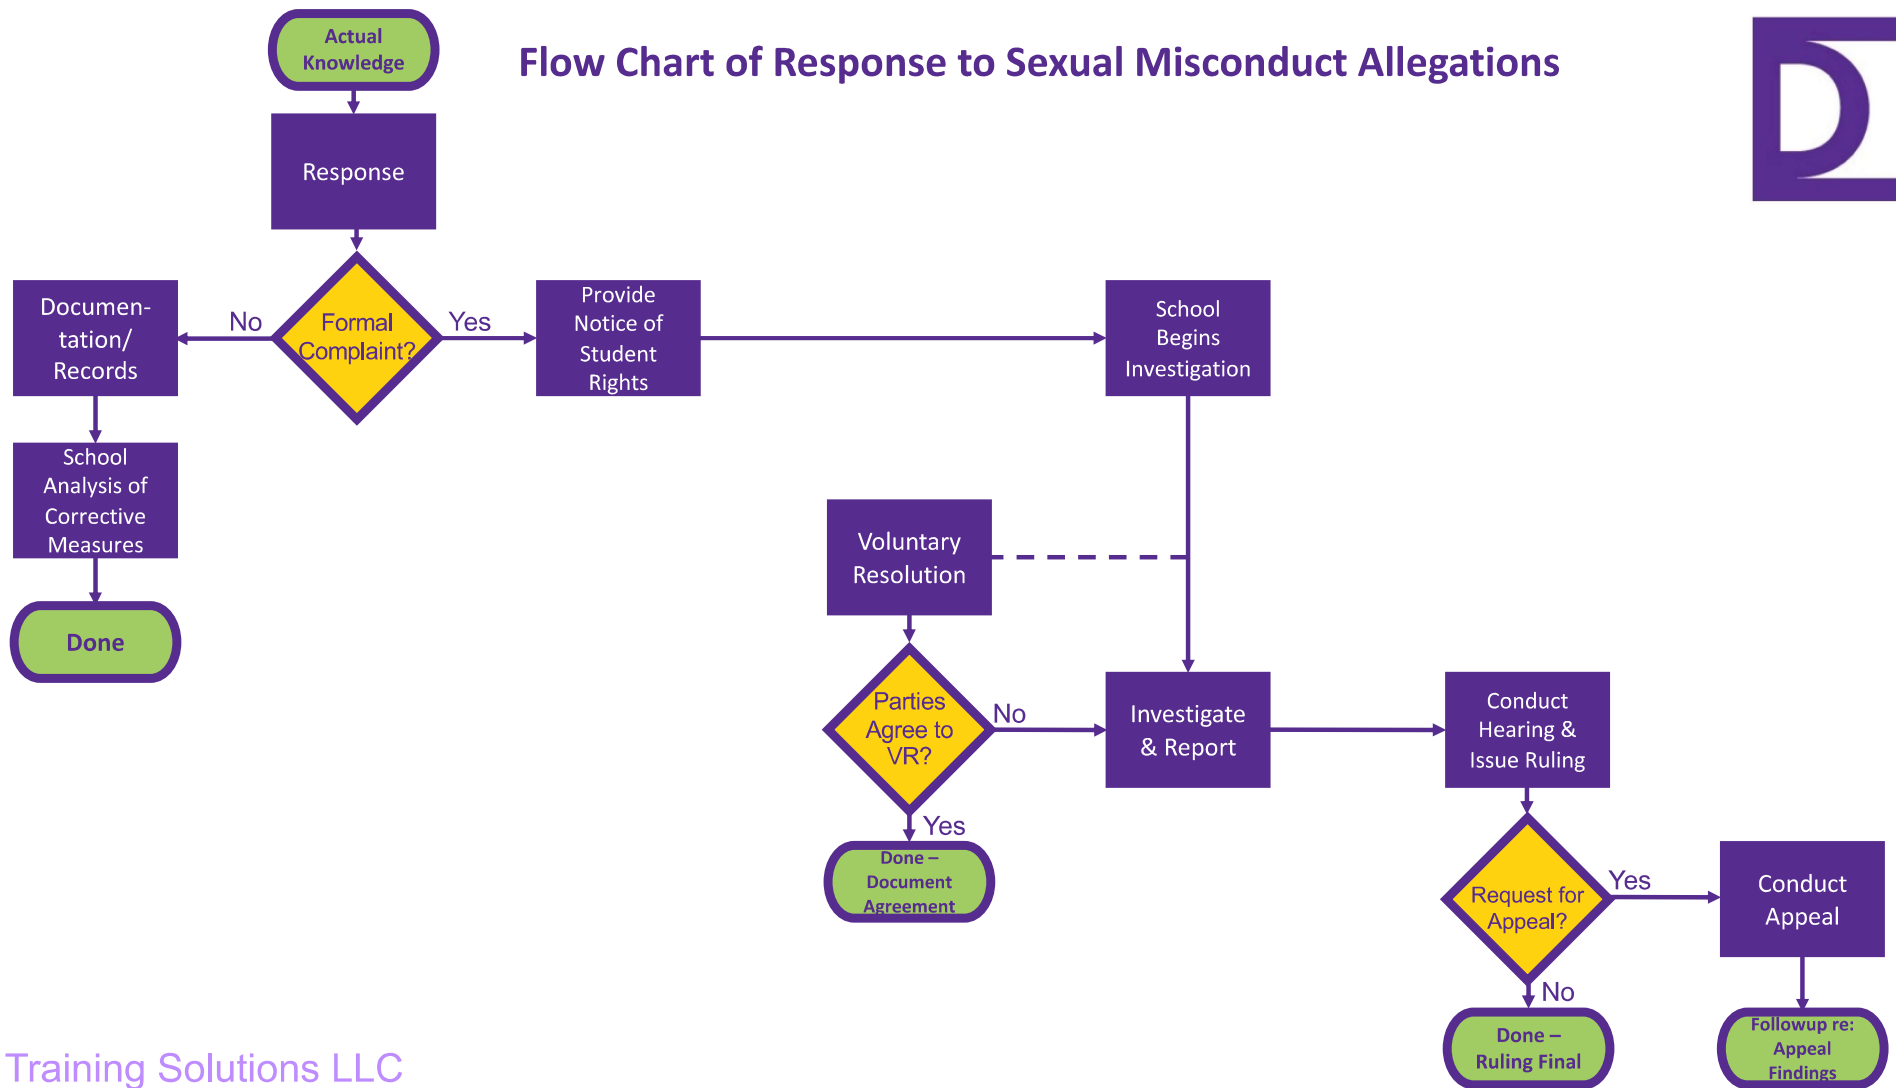 Actual
Knowledge
Flow Chart of Response to Sexual Misconduct Allegations
D
Response
Documen-
tation/
Records
No
Formal
Complaint?
Yes
Provide
Notice of
Student
Rights
School
Begins
Investigation
School
Analysis of
Corrective
Measures
Done
Voluntary
Resolution
Parties
Agree to
VR?
No
Yes
Done –
Document
Agreement
Investigate
& Report
Conduct
Hearing &
Issue Ruling
Request for
Appeal?
Yes
No
Conduct
Appeal
Done –
Ruling Final
Followup re:
Appeal
Findings
Training Solutions LLC